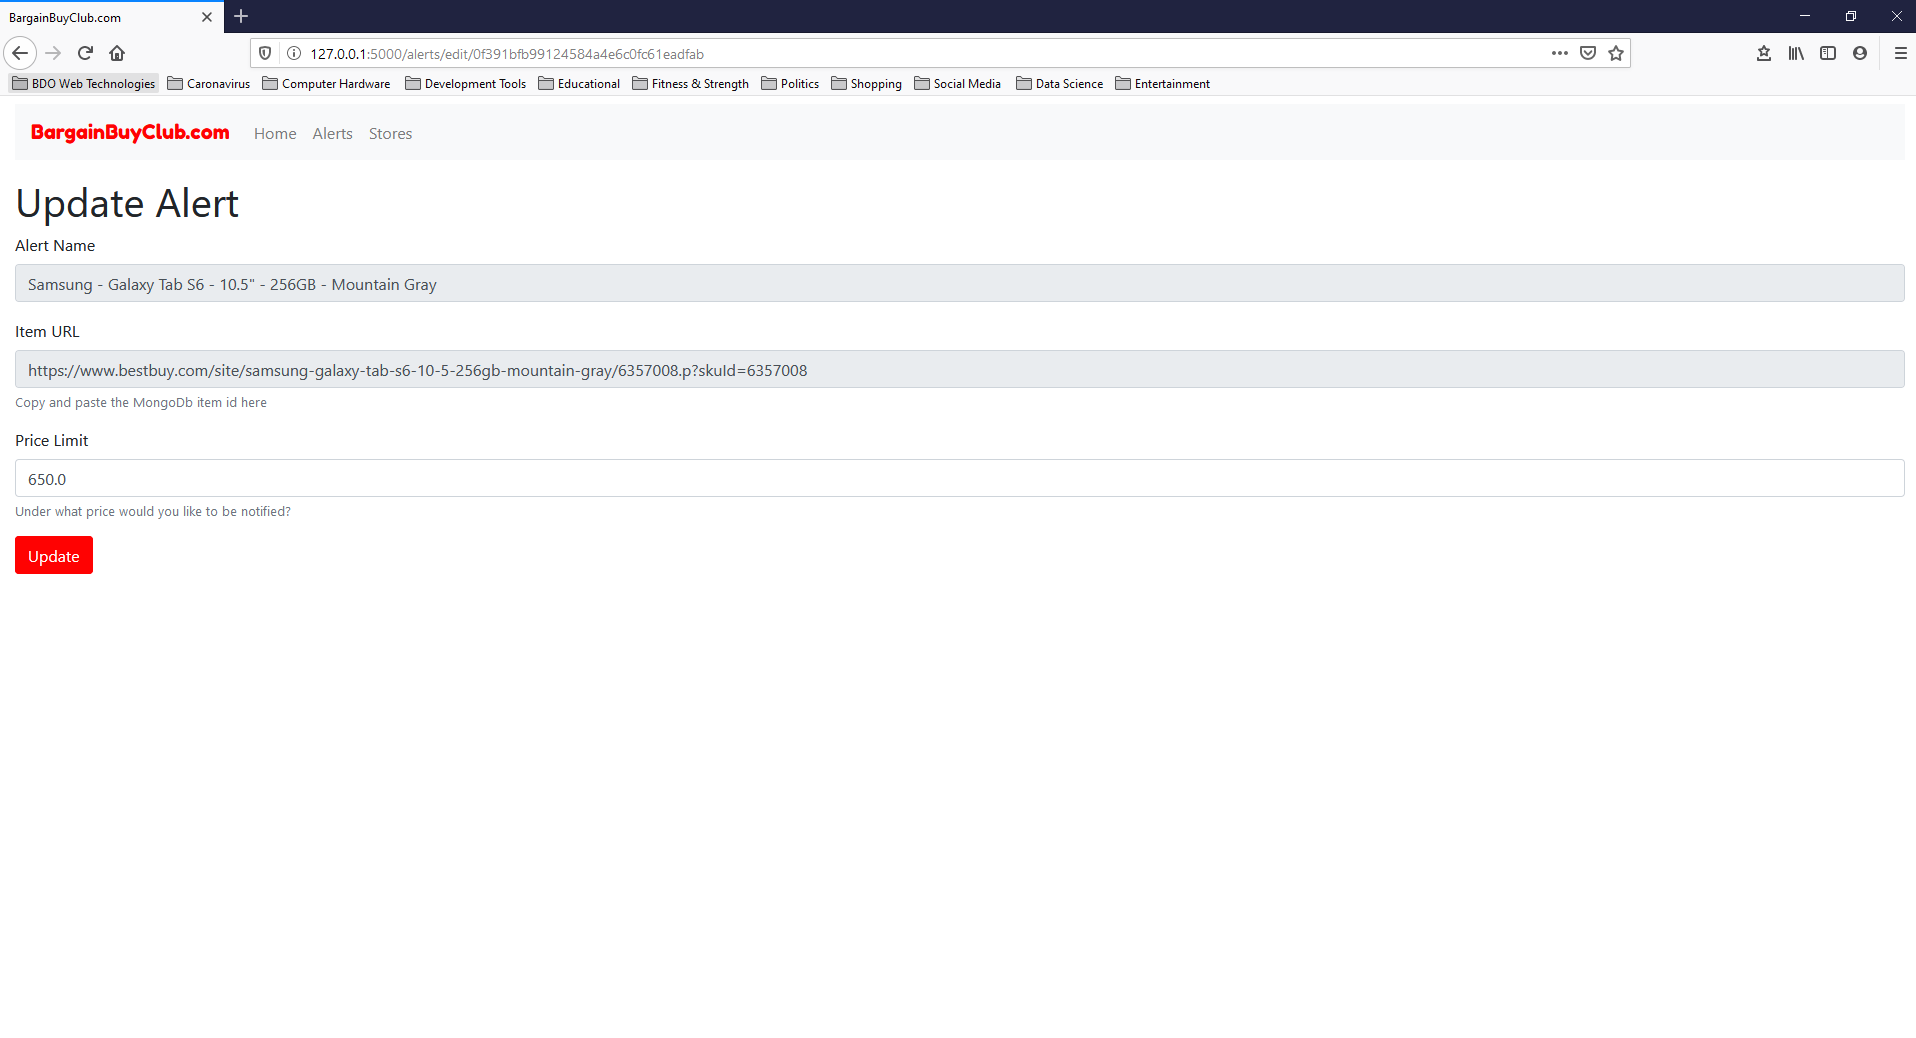 BargainBuyClub.com
127.0.0.1:5000/alerts/edit/0f391bfb99124584a4e6c0fc61eadfab
BDO Web Technologies Caronavirus Computer Hardware Development Tools Educational Fitness & Strength Politics Shopping Social Media Data Science Entertainment
BargainBuyClub.com Home Alerts Stores
Update Alert
Alert Name
Samsung - Galaxy Tab S6 - 10.5" - 256GB - Mountain Gray
Item URL
https://www.bestbuy.com/site/samsung-galaxy-tab-s6-10-5-256gb-mountain-gray/6357008.p?skuId=6357008
Copy and paste the MongoDb item id here
Price Limit
650.0
Under what price would you like to be notified?
Update